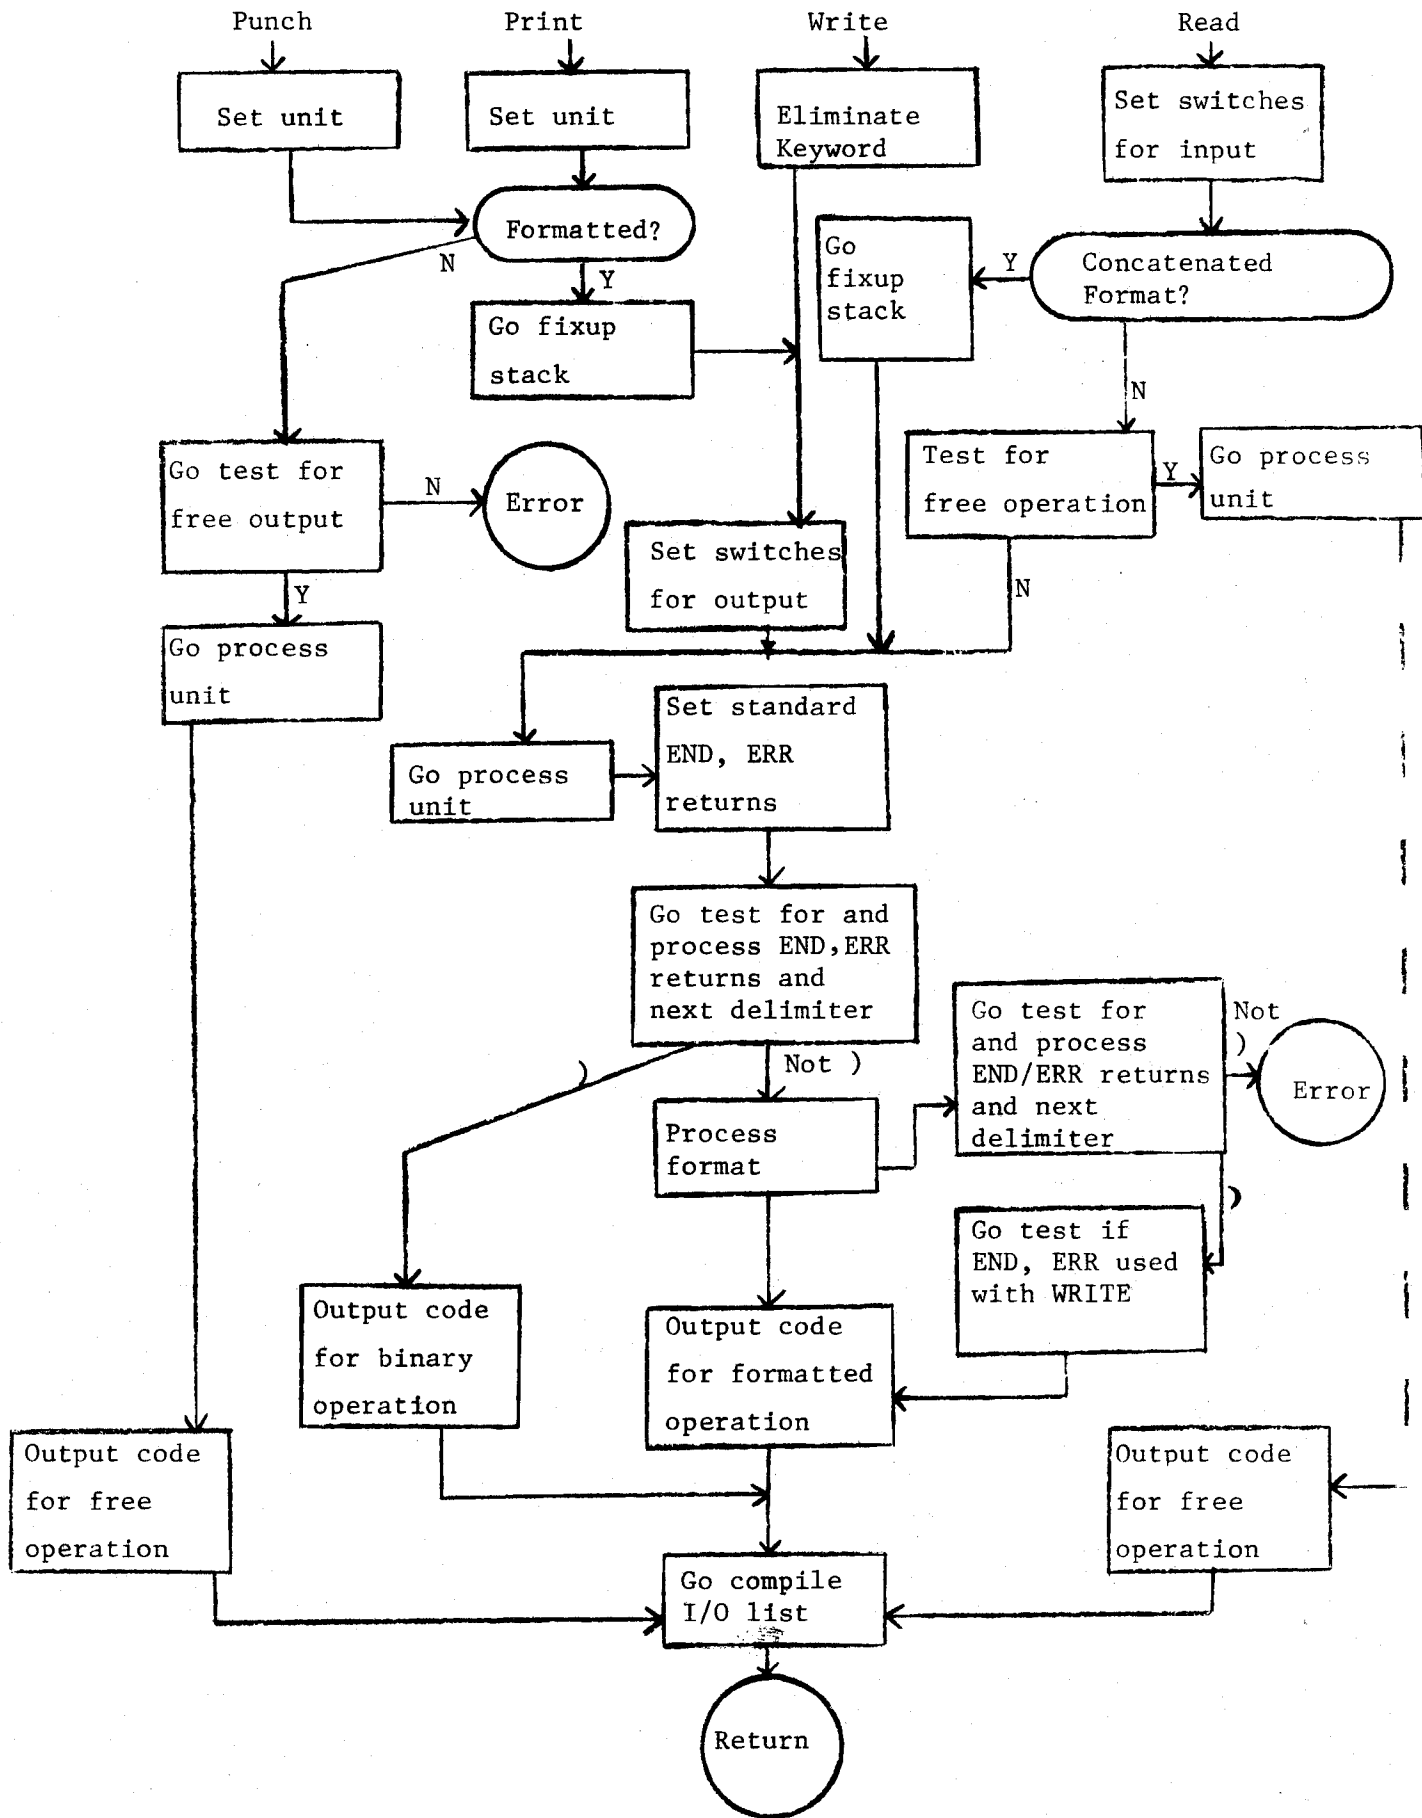 Punch
Print
Write
Read
Set unit
Set unit
Eliminate
Keyword
Set switches
for input
Formatted?
N
Y
Go
fixup
stack
Y
Concatenated
Format?
Go fixup
stack
N
Go test for
free output
N
Error
Test for
free operation
Y
Go process
unit
Set switches
for output
N
Y
Go process
unit
Set standard
END, ERR
returns
Go process
unit
Go test for and
process END,ERR
returns and
next delimiter
)
Not )
Go test for
and process
END/ERR returns
and next
delimiter
Not
)
Error
Process
format
)
Go test if
END, ERR used
with WRITE
Output code
for binary
operation
Output code
for formatted
operation
Output code
for free
operation
Output code
for free
operation
Go compile
I/O list
Return